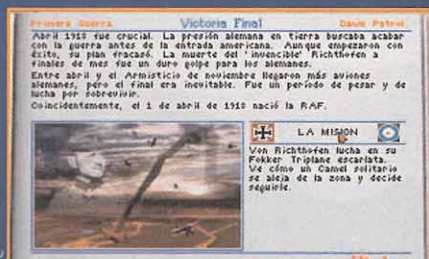 Primera Guerra. Victoria Final Dawn Patrol
Abril 1918 fue crucial. La presión alemana en tierra buscaba acabar
con la guerra antes de la entrada americana. Aunque empezaron con
éxito, su plan fracasó. La muerte del 'invencible' Richthofen a
finales de mes fue un duro golpe para los alemanes.
Entre abril y el Armisticio de noviembre llegaron más aviones
alemanes, pero el final era inevitable. Fue un período de pesar y de
lucha por sobrevivir.
Coincidentemente, el 1 de abril de 1918 nació la RAF.
LA MISION
Von Richthofen lucha en su
Fokker Triplane escarlata.
Ve cómo un Camel solitario
se aleja de la zona y decide
seguirle.